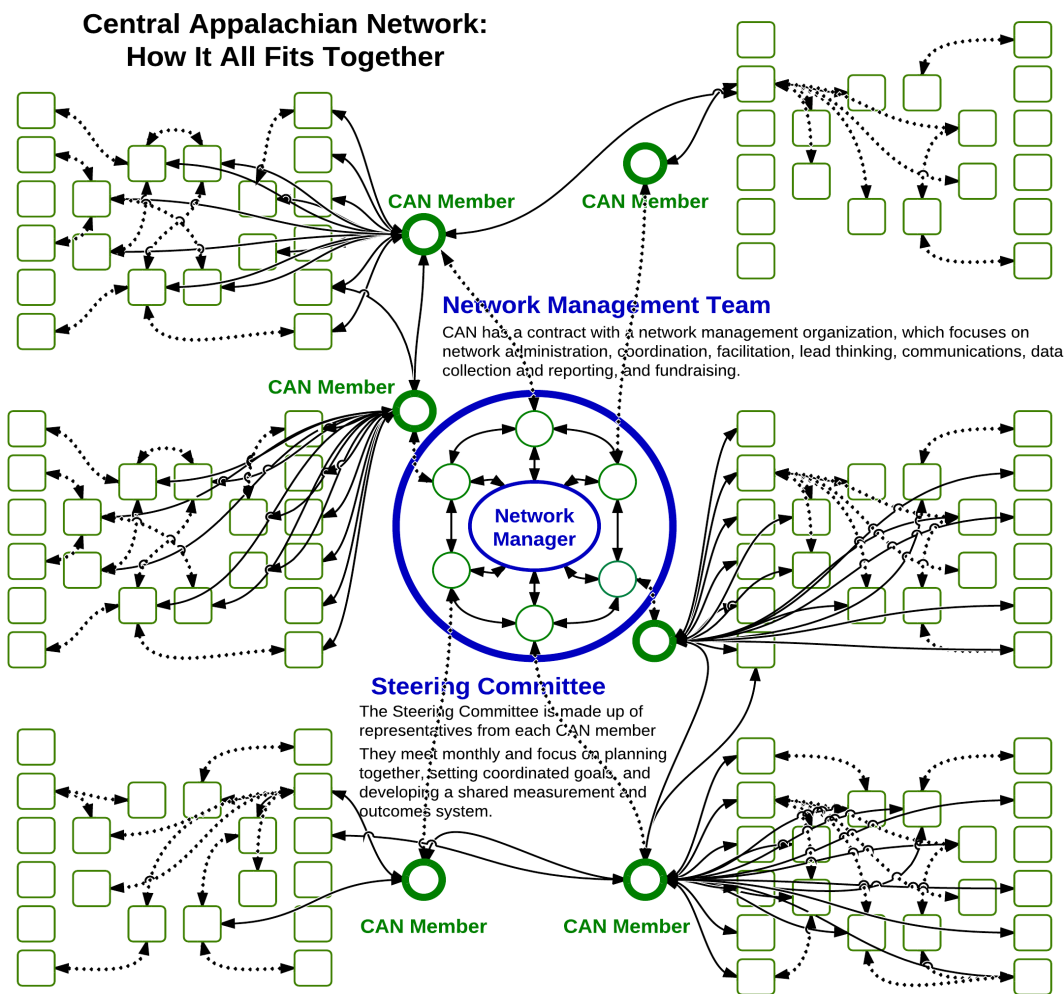 Central Appalachian Network:
How It All Fits Together
CAN Member
CAN Member
Network Management Team
CAN has a contract with a network management organization, which focuses on
network administration, coordination, facilitation, lead thinking, communications, data
collection and reporting, and fundraising.
CAN Member
Network
Manager
Steering Committee
The Steering Committee is made up of
representatives from each CAN member
They meet monthly and focus on planning
together, setting coordinated goals, and
developing a shared measurement and
outcomes system.
CAN Member
CAN Member